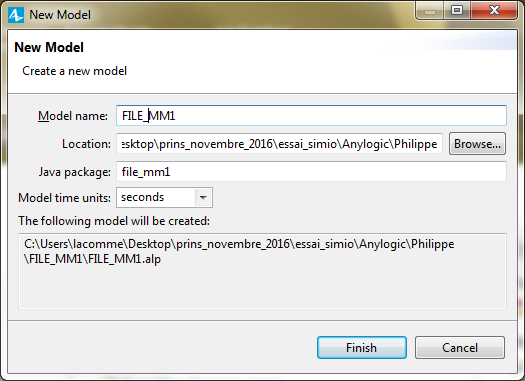 New Model
New Model
Create a new model
Model name: FILE_MM1
Location: esktop\prins_novembre_2016\essai_simio\Anylogic\Philippe Browse...
Java package: file_mm1
Model time units: seconds
The following model will be created:
C:\Users\lacomme\Desktop\prins_novembre_2016\essai_simio\Anylogic\Philippe
\FILE_MM1\FILE_MM1.alp
Finish Cancel